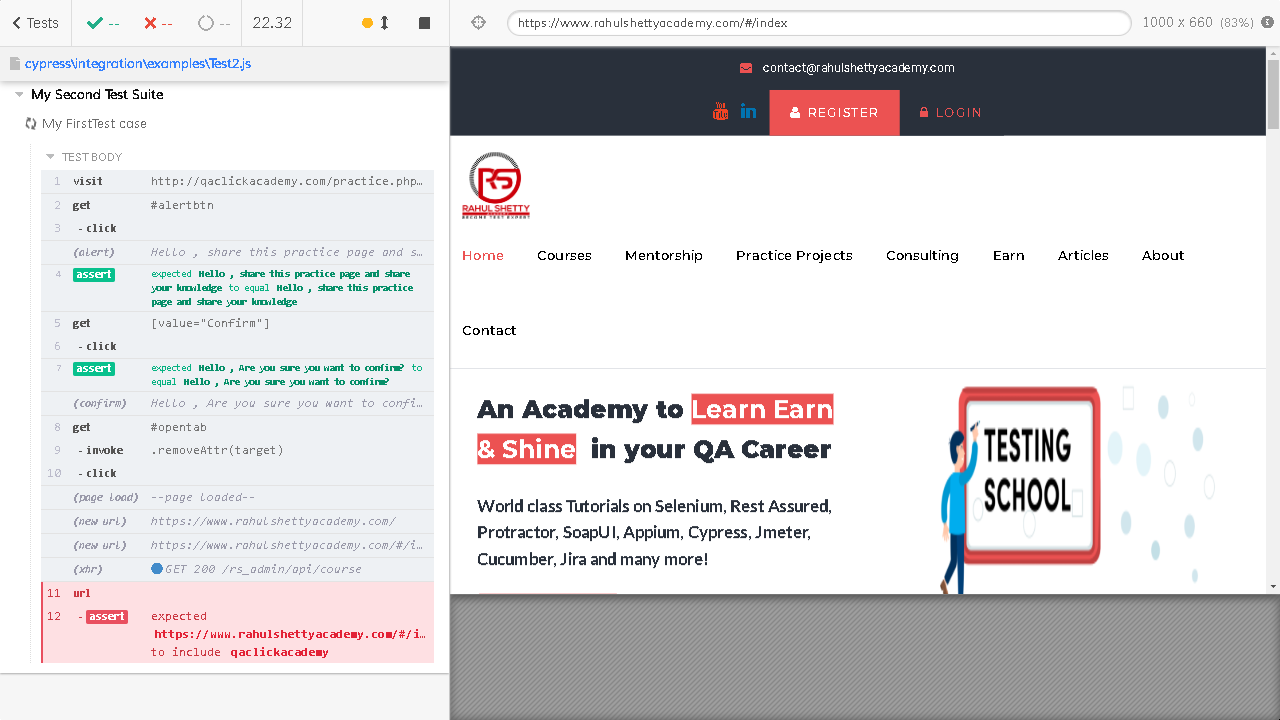 Tests
--
--
--
22.32
https://www.rahulshettyacademy.com/#/index
1000 x 660 (83%)
cypress\integration\examples\Test2.js
My Second Test Suite
My FirstTest case
TEST BODY
1 visit http://qaclickacademy.com/practice.php…
2 get #alertbtn
3 - click
(alert) Hello , share this practice page and s…
4 assert expected Hello , share this practice page and share
your knowledge to equal Hello , share this practice
page and share your knowledge
5 get [value="Confirm"]
6 - click
7 assert expected Hello , Are you sure you want to confirm? to
equal Hello , Are you sure you want to confirm?
(confirm) Hello , Are you sure you want to confi…
8 get #opentab
9 - invoke .removeAttr(target)
10 - click
(page load) --page loaded--
(new url) https://www.rahulshettyacademy.com/
(new url) https://www.rahulshettyacademy.com/#/i…
(xhr) GET 200 /rs_admin/api/course
11 url
12 - assert expected
https://www.rahulshettyacademy.com/#/i…
to include qaclickacademy
contact@rahulshettyacademy.com
You Tube in REGISTER LOGIN
RS
RAHUL SHETTY
ACADEMY
BECOME TEST EXPERT
Home Courses Mentorship Practice Projects Consulting Earn Articles About
Contact
An Academy to Learn Earn
& Shine in your QA Career
World class Tutorials on Selenium, Rest Assured,
Protractor, SoapUI, Appium, Cypress, Jmeter,
Cucumber, Jira and many more!
TESTING
SCHOOL